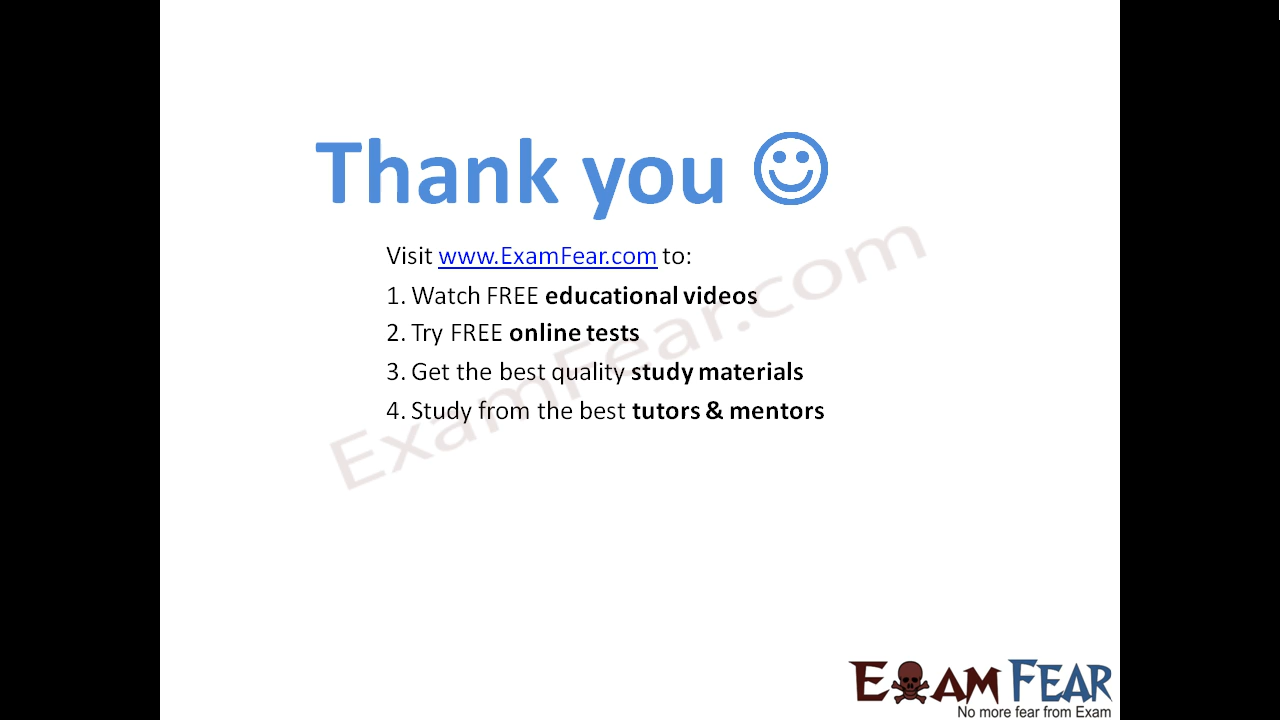 Thank you
Visit www.ExamFear.com to:
1. Watch FREE educational videos
2. Try FREE online tests
3. Get the best quality study materials
4. Study from the best tutors & mentors
ExamFear.com
EXAM FEAR
No more fear from Exam